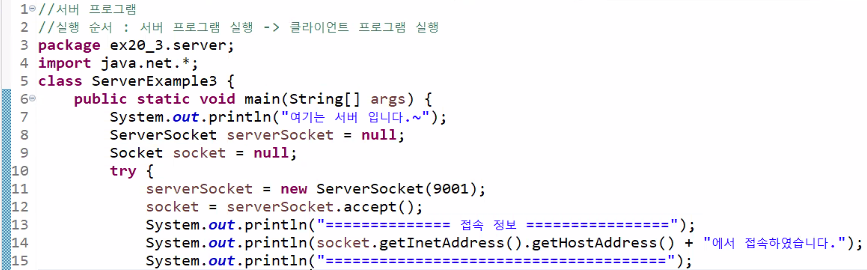 1 //서버 프로그램
2 //실행 순서 : 서버 프로그램 실행 -> 클라이언트 프로그램 실행
3 package ex20_3.server;
4 import java.net.*;
5 class ServerExample3 {
6 public static void main(String[] args) {
7 System.out.println("여기는 서버 입니다.~");
8 ServerSocket serverSocket = null;
9 Socket socket = null;
10 try {
11 serverSocket = new ServerSocket(9001);
12 socket = serverSocket.accept();
13 System.out.println("============== 접속 정보 ================");
14 System.out.println(socket.getInetAddress().getHostAddress() + "에서 접속하였습니다.");
15 System.out.println("=====================================");